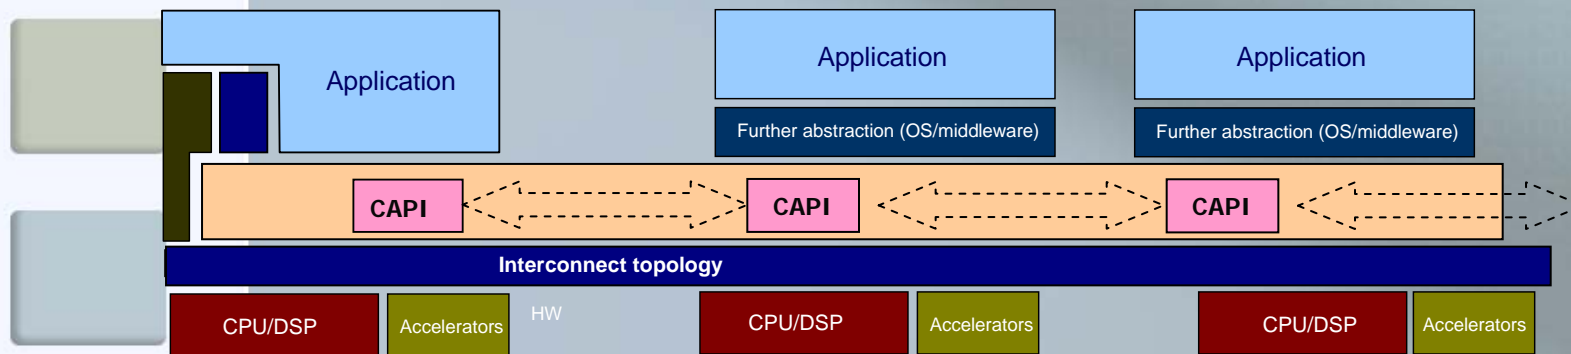 Application
Application
Application
Further abstraction (OS/middleware)
Further abstraction (OS/middleware)
CAPI
CAPI
CAPI
Interconnect topology
CPU/DSP
Accelerators
HW
CPU/DSP
Accelerators
CPU/DSP
Accelerators